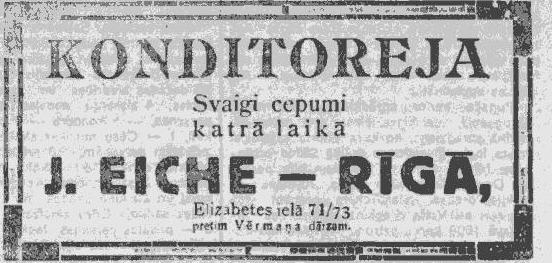 KONDITOREJA
Svaigi cepumi
katrā laikā
J. EICHE — RĪGĀ,
Elizabetes ielā 71/73
pretim Vērmaņa dārzam.